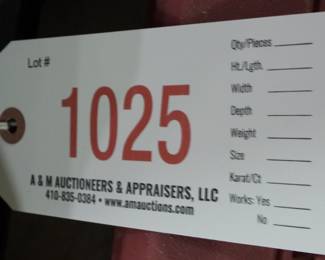 Lot #
1025
A & M AUCTIONEERS & APPRAISERS, LLC
410-835-0384 • www.amauctions.com
Qty/Pieces
Ht./Lgth.
Width
Depth
Weight
Size
Karat/Ct
Works: Yes
No